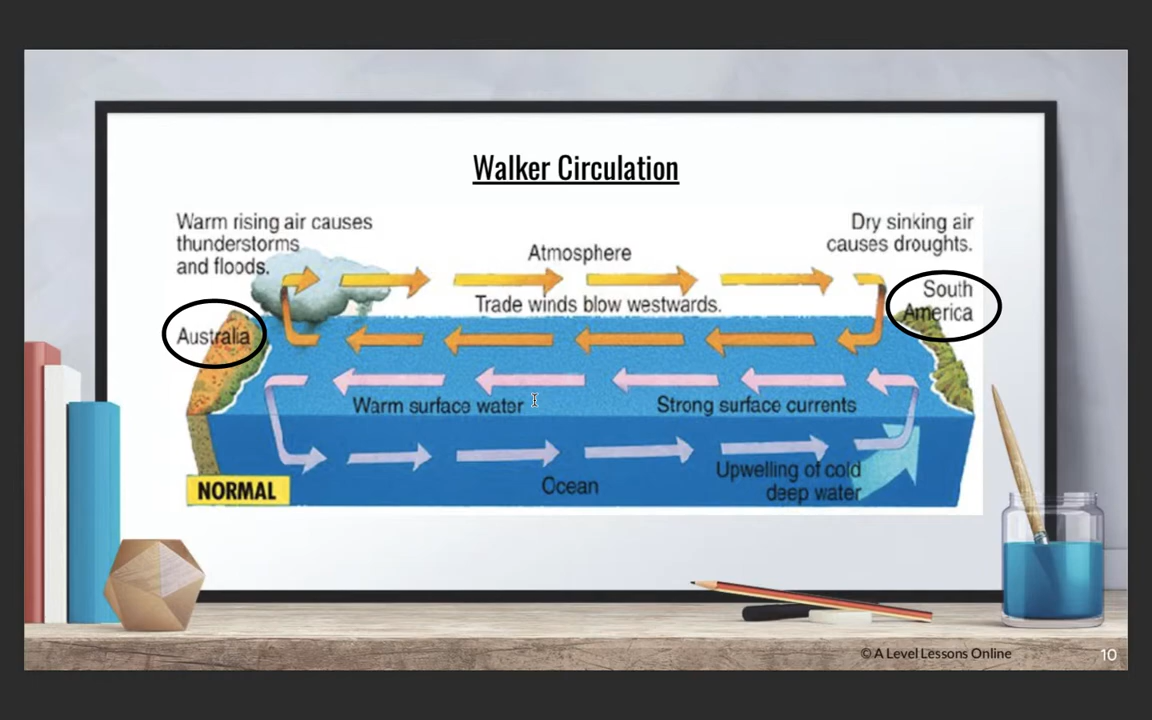 Walker Circulation
Warm rising air causes
thunderstorms
and floods.
Dry sinking air
causes droughts.
Atmosphere
Trade winds blow westwards.
South
America
Australia
Warm surface water
Strong surface currents
Upwelling of cold
deep water
Ocean
NORMAL
© A Level Lessons Online
10